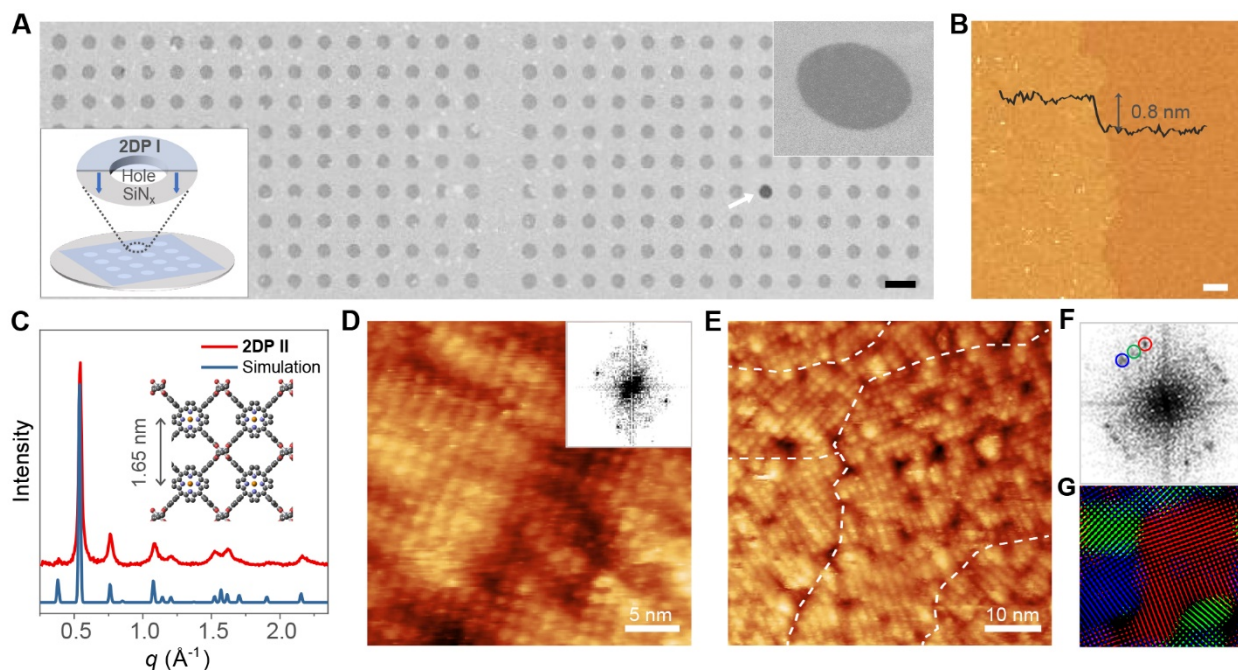 A
2DP I
Hole
SiNₓ
B
0.8 nm
C
2DP II
Simulation
1.65 nm
Intensity
0.5 1.0 1.5 2.0
q (Å⁻¹)
D
5 nm
E
10 nm
F
G